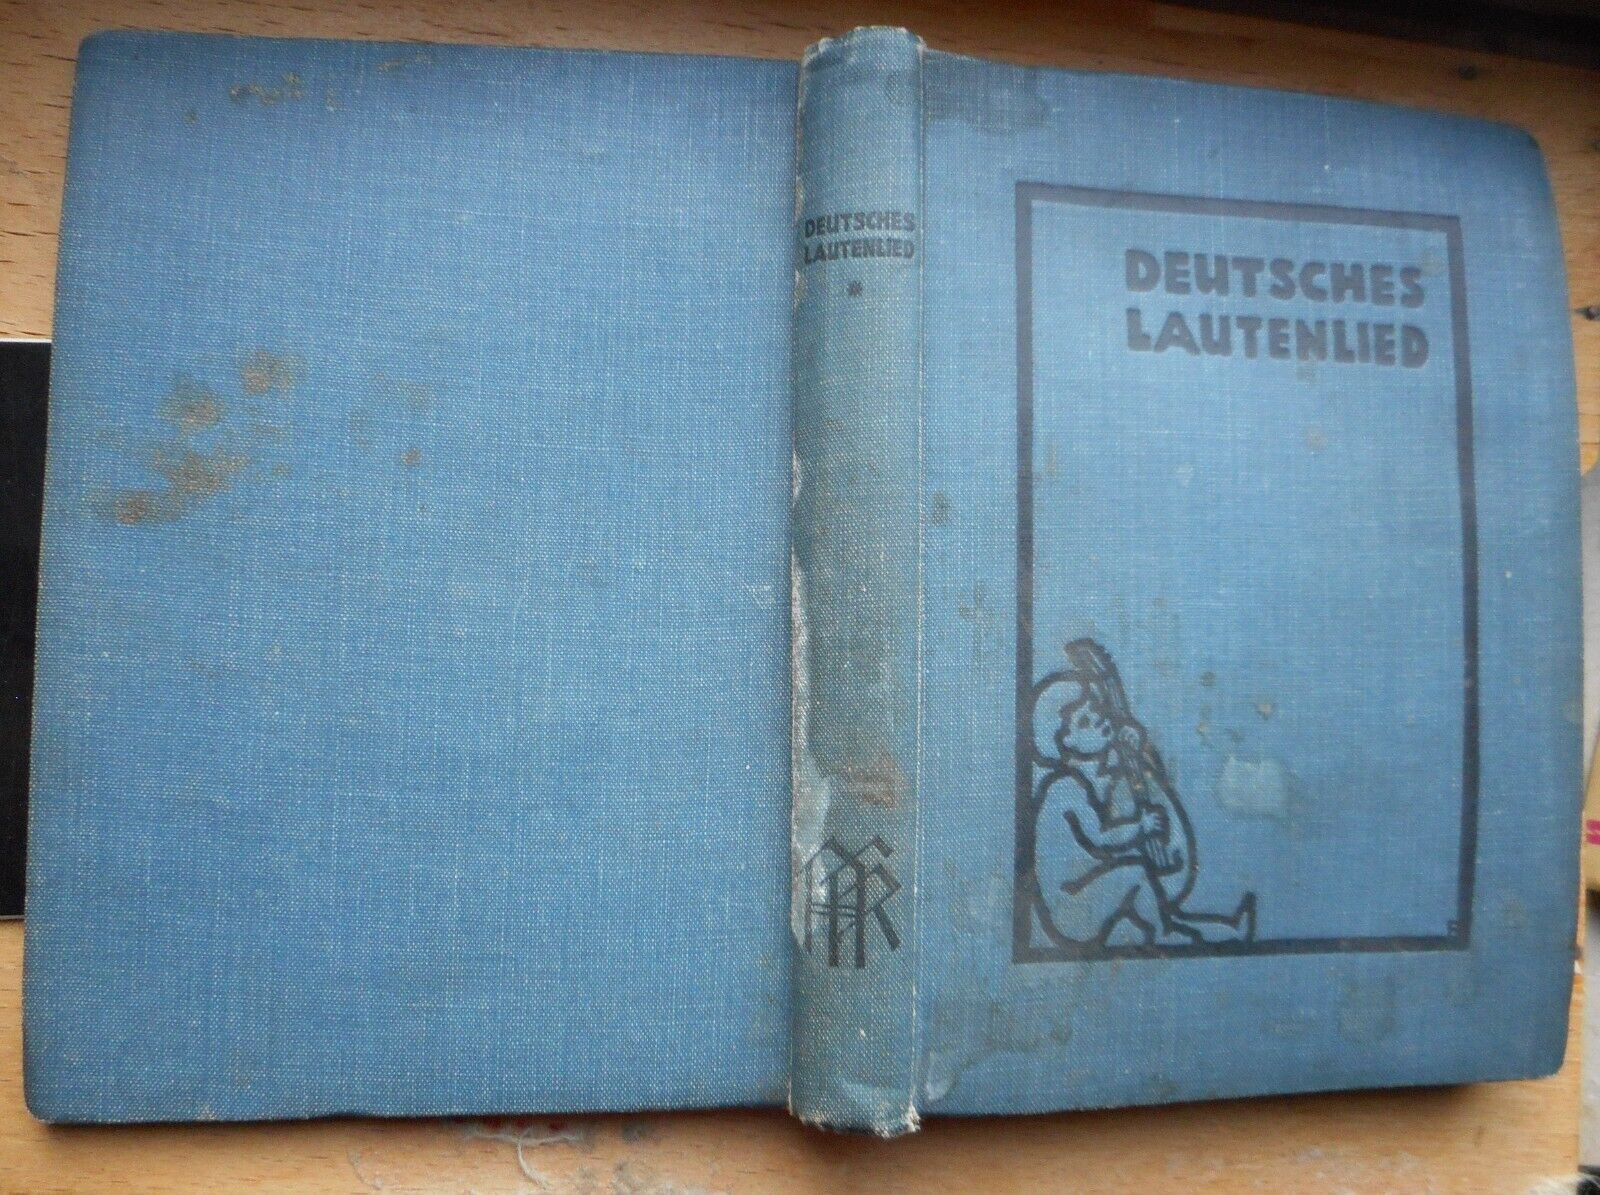 DEUTSCHES
LAUTENLIED
*
DEUTSCHES
LAUTENLIED